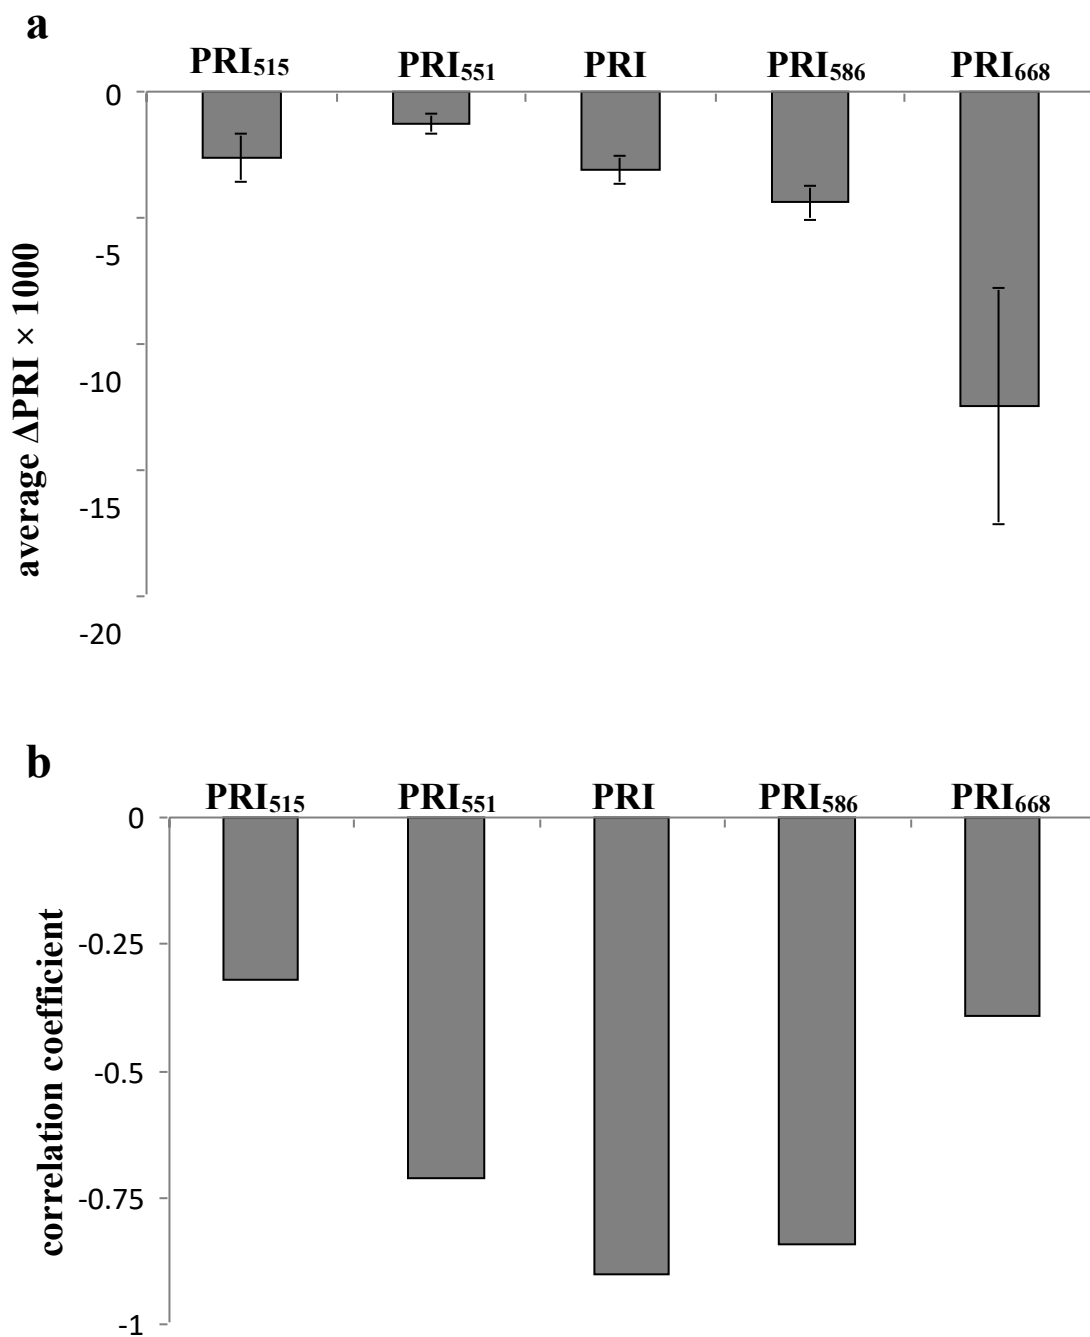 a
PRI515 PRI551 PRI PRI586 PRI668
0
-5
-10
-15
-20
average ΔPRI × 1000
b
PRI515 PRI551 PRI PRI586 PRI668
0
-0.25
-0.5
-0.75
-1
correlation coefficient